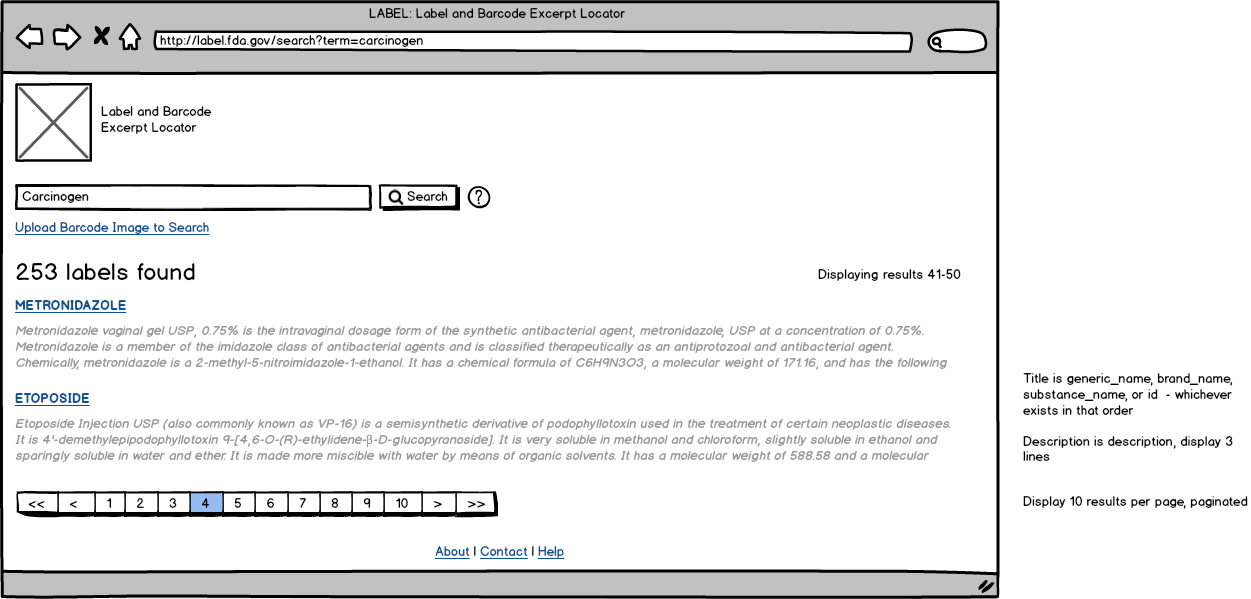 LABEL: Label and Barcode Excerpt Locator
http://label.fda.gov/search?term=carcinogen
Label and Barcode
Excerpt Locator
Carcinogen
Search
?
Upload Barcode Image to Search
253 labels found
Displaying results 41-50
METRONIDAZOLE
Metronidazole vaginal gel USP, 0.75% is the intravaginal dosage form of the synthetic antibacterial agent, metronidazole, USP at a concentration of 0.75%.
Metronidazole is a member of the imidazole class of antibacterial agents and is classified therapeutically as an antiprotozoal and antibacterial agent.
Chemically, metronidazole is a 2-methyl-5-nitroimidazole-1-ethanol. It has a chemical formula of C6H9N3O3, a molecular weight of 171.16, and has the following
Title is generic_name, brand_name,
substance_name, or id - whichever
exists in that order
ETOPOSIDE
Etoposide Injection USP (also commonly known as VP-16) is a semisynthetic derivative of podophyllotoxin used in the treatment of certain neoplastic diseases.
It is 4'-demethylepipodophyllotoxin 9-[4,6-O-(R)-ethylidene-β-D-glucopyranoside]. It is very soluble in methanol and chloroform, slightly soluble in ethanol and
sparingly soluble in water and ether. It is made more miscible with water by means of organic solvents. It has a molecular weight of 588.58 and a molecular
Description is description, display 3
lines
<< < 1 2 3 4 5 6 7 8 9 10 > >>
Display 10 results per page, paginated
About | Contact | Help